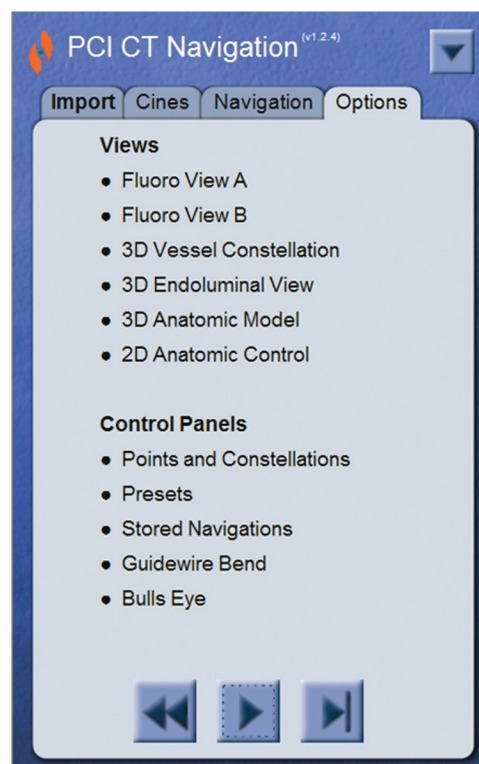 PCI CT Navigation (v1.2.4)
Import Cines Navigation Options
Views
● Fluoro View A
● Fluoro View B
● 3D Vessel Constellation
● 3D Endoluminal View
● 3D Anatomic Model
● 2D Anatomic Control
Control Panels
● Points and Constellations
● Presets
● Stored Navigations
● Guidewire Bend
● Bulls Eye